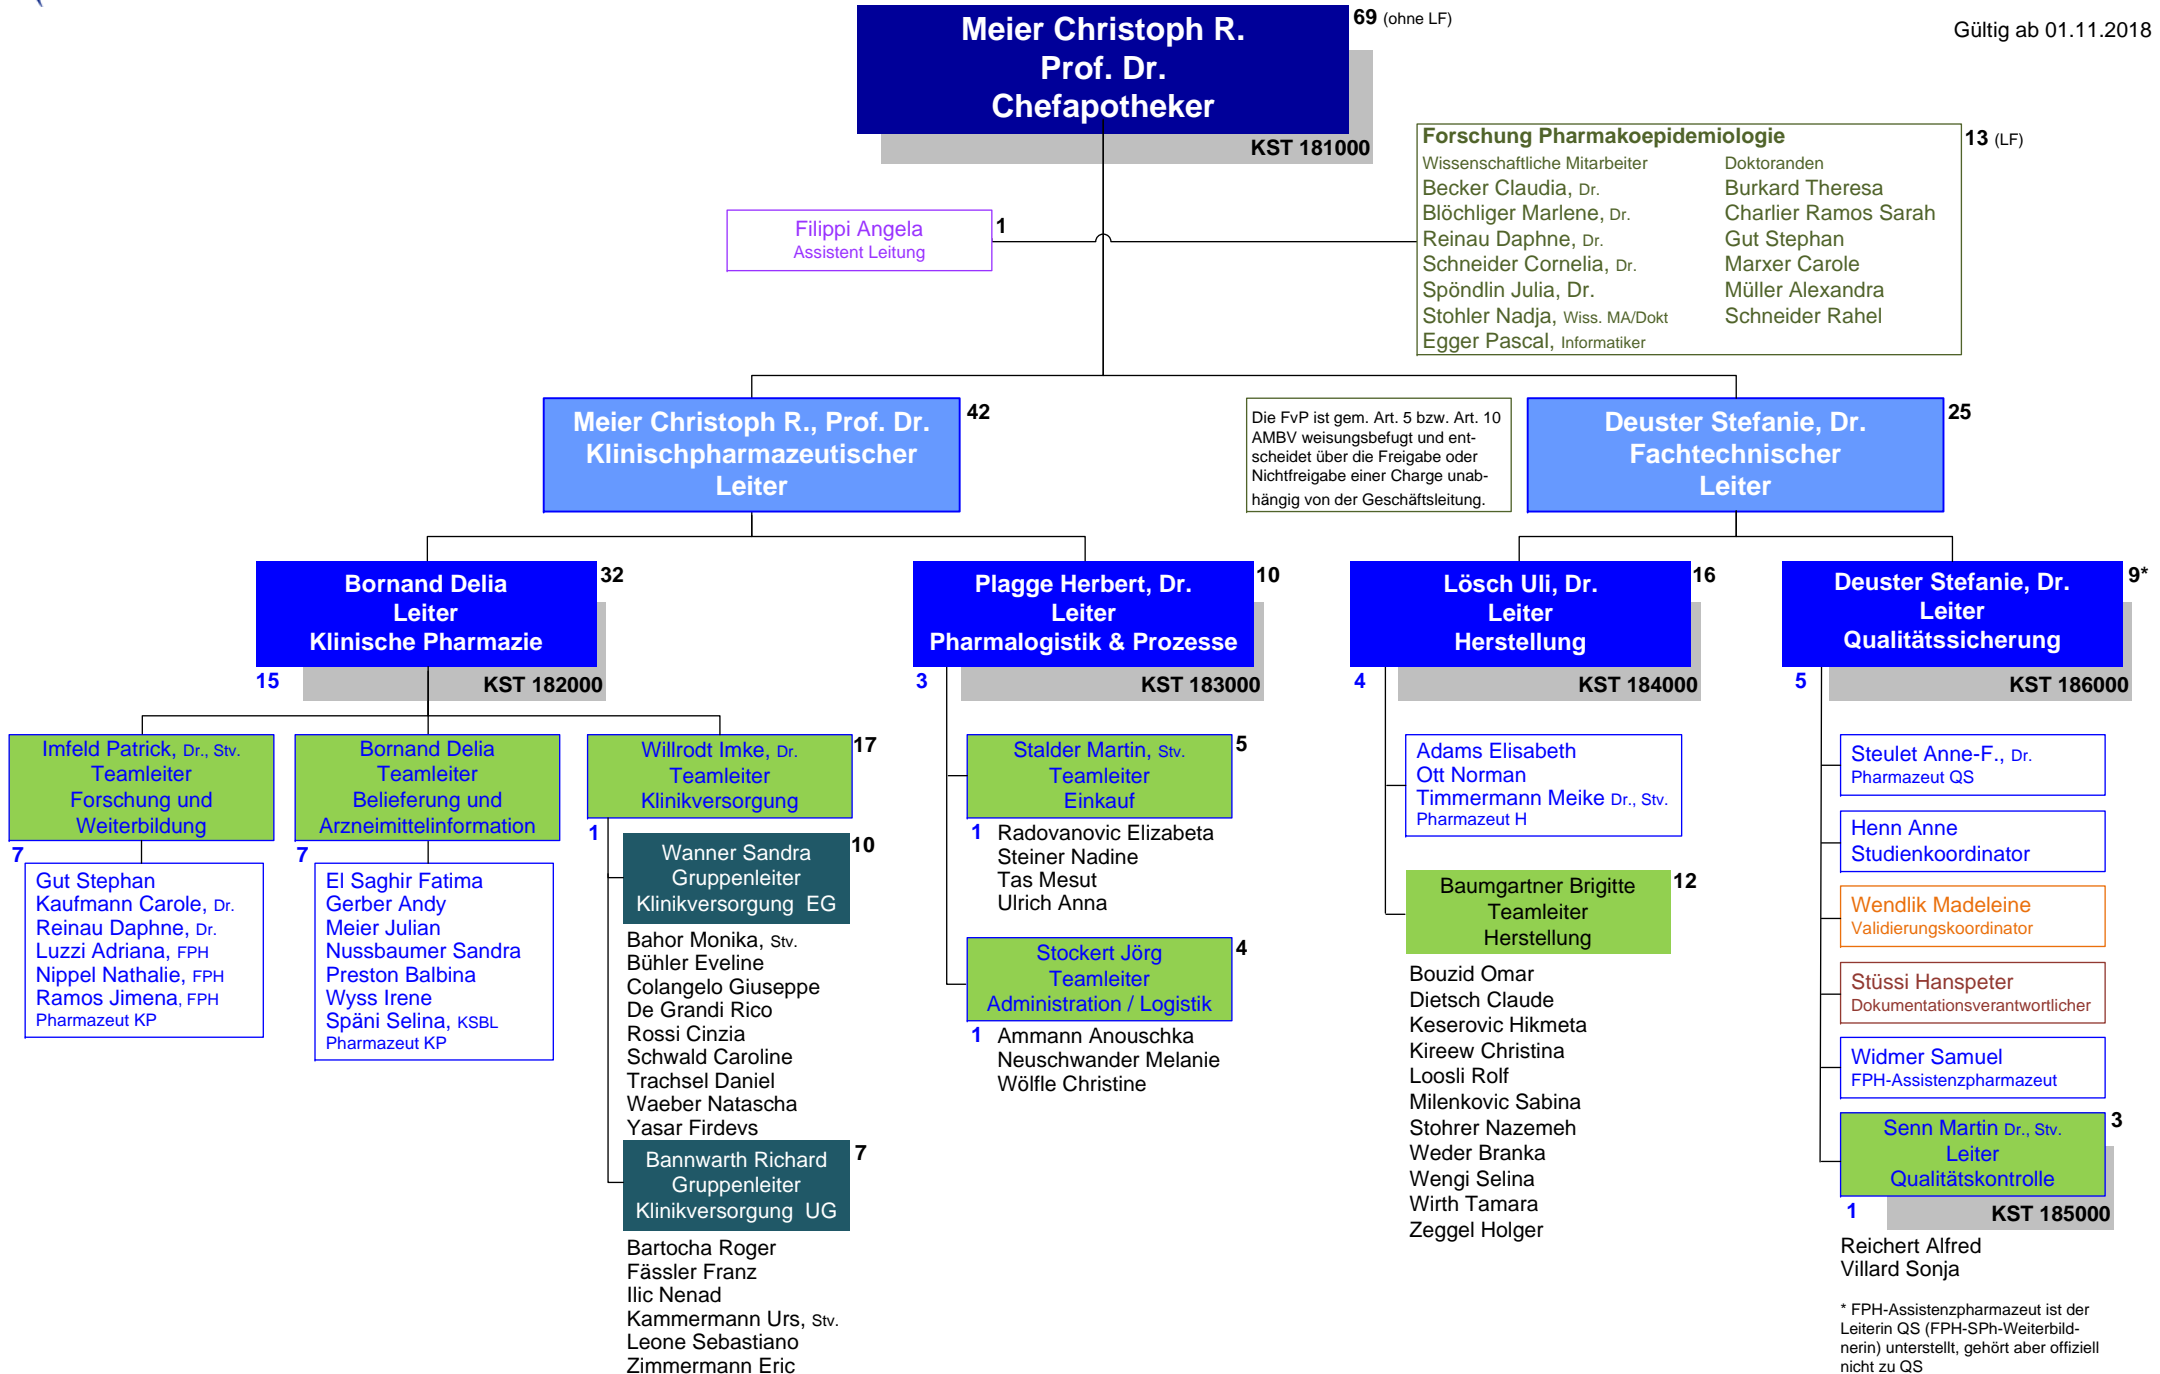 Meier Christoph R.
Prof. Dr.
Chefapotheker
69 (ohne LF)
KST 181000
Gültig ab 01.11.2018
Forschung Pharmakoepidemiologie
13 (LF)
Wissenschaftliche Mitarbeiter
Becker Claudia, Dr.
Blöchliger Marlene, Dr.
Reinau Daphne, Dr.
Schneider Cornelia, Dr.
Spöndlin Julia, Dr.
Stohler Nadja, Wiss. MA/Dokt
Egger Pascal, Informatiker
Doktoranden
Burkard Theresa
Charlier Ramos Sarah
Gut Stephan
Marxer Carole
Müller Alexandra
Schneider Rahel
Filippi Angela
Assistent Leitung
1
Meier Christoph R., Prof. Dr.
Klinischpharmazeutischer
Leiter
42
Die FvP ist gem. Art. 5 bzw. Art. 10
AMBV weisungsbefugt und ent-
scheidet über die Freigabe oder
Nichtfreigabe einer Charge unab-
hängig von der Geschäftsleitung.
Deuster Stefanie, Dr.
Fachtechnischer
Leiter
25
Bornand Delia
Leiter
Klinische Pharmazie
32
15
KST 182000
Plagge Herbert, Dr.
Leiter
Pharmalogistik & Prozesse
10
3
KST 183000
Lösch Uli, Dr.
Leiter
Herstellung
16
4
KST 184000
Deuster Stefanie, Dr.
Leiter
Qualitätssicherung
9*
5
KST 186000
Imfeld Patrick, Dr., Stv.
Teamleiter
Forschung und
Weiterbildung
7
Gut Stephan
Kaufmann Carole, Dr.
Reinau Daphne, Dr.
Luzzi Adriana, FPH
Nippel Nathalie, FPH
Ramos Jimena, FPH
Pharmazeut KP
Bornand Delia
Teamleiter
Belieferung und
Arzneimittelinformation
7
El Saghir Fatima
Gerber Andy
Meier Julian
Nussbaumer Sandra
Preston Balbina
Wyss Irene
Späni Selina, KSBL
Pharmazeut KP
Willrodt Imke, Dr.
Teamleiter
Klinikversorgung
17
1
Wanner Sandra
Gruppenleiter
Klinikversorgung EG
10
Bahor Monika, Stv.
Bühler Eveline
Colangelo Giuseppe
De Grandi Rico
Rossi Cinzia
Schwald Caroline
Trachsel Daniel
Waeber Natascha
Yasar Firdevs
Bannwarth Richard
Gruppenleiter
Klinikversorgung UG
7
Bartocha Roger
Fässler Franz
Ilic Nenad
Kammermann Urs, Stv.
Leone Sebastiano
Zimmermann Eric
Stalder Martin, Stv.
Teamleiter
Einkauf
5
1
Radovanovic Elizabeta
Steiner Nadine
Tas Mesut
Ulrich Anna
Stockert Jörg
Teamleiter
Administration / Logistik
4
1
Ammann Anouschka
Neuschwander Melanie
Wölfle Christine
Adams Elisabeth
Ott Norman
Timmermann Meike Dr., Stv.
Pharmazeut H
Baumgartner Brigitte
Teamleiter
Herstellung
12
Bouzid Omar
Dietsch Claude
Keserovic Hikmeta
Kireew Christina
Loosli Rolf
Milenkovic Sabina
Stohrer Nazemeh
Weder Branka
Wengi Selina
Wirth Tamara
Zeggel Holger
Steulet Anne-F., Dr.
Pharmazeut QS
Henn Anne
Studienkoordinator
Wendlik Madeleine
Validierungskoordinator
Stüssi Hanspeter
Dokumentationsverantwortlicher
Widmer Samuel
FPH-Assistenzpharmazeut
Senn Martin Dr., Stv.
Leiter
Qualitätskontrolle
3
1
KST 185000
Reichert Alfred
Villard Sonja
* FPH-Assistenzpharmazeut ist der
Leiterin QS (FPH-SPh-Weiterbild-
nerin) unterstellt, gehört aber offiziell
nicht zu QS